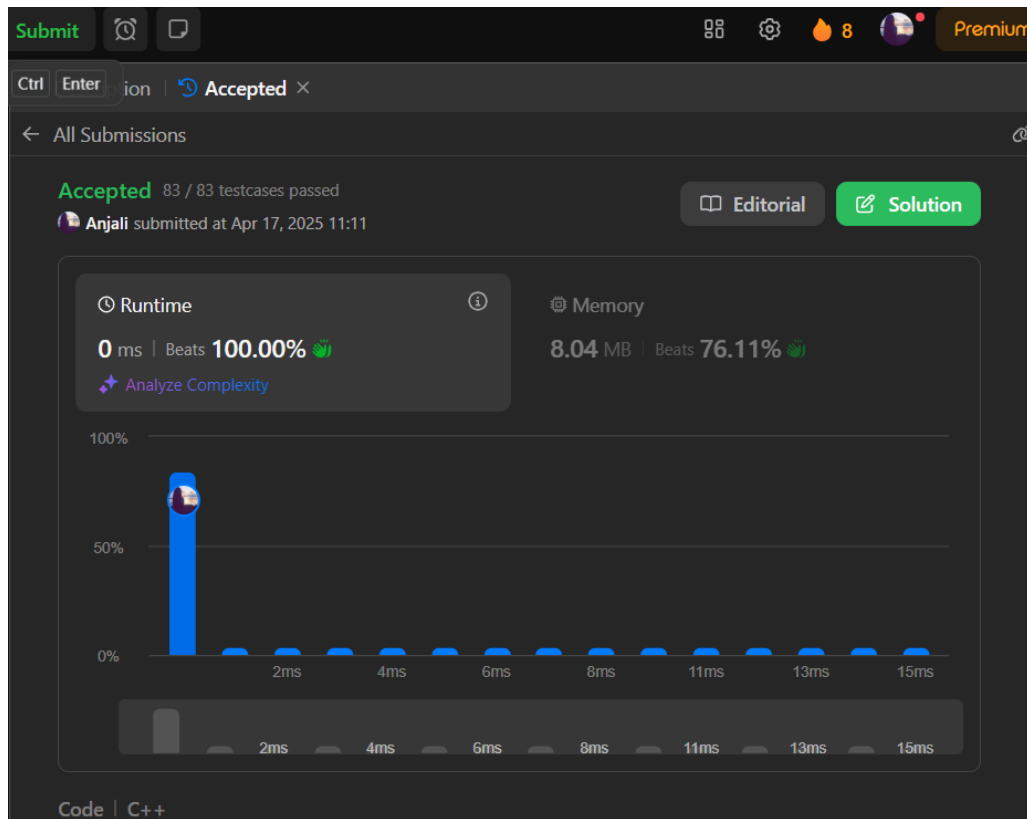 Submit 8 Premium
Ctrl Enter ion Accepted
All Submissions
Accepted 83 / 83 testcases passed
Anjali submitted at Apr 17, 2025 11:11
Editorial Solution
Runtime
0 ms Beats 100.00%
Analyze Complexity
Memory
8.04 MB Beats 76.11%
100%
50%
0%
2ms 4ms 6ms 8ms 11ms 13ms 15ms
2ms 4ms 6ms 8ms 11ms 13ms 15ms
Code C++